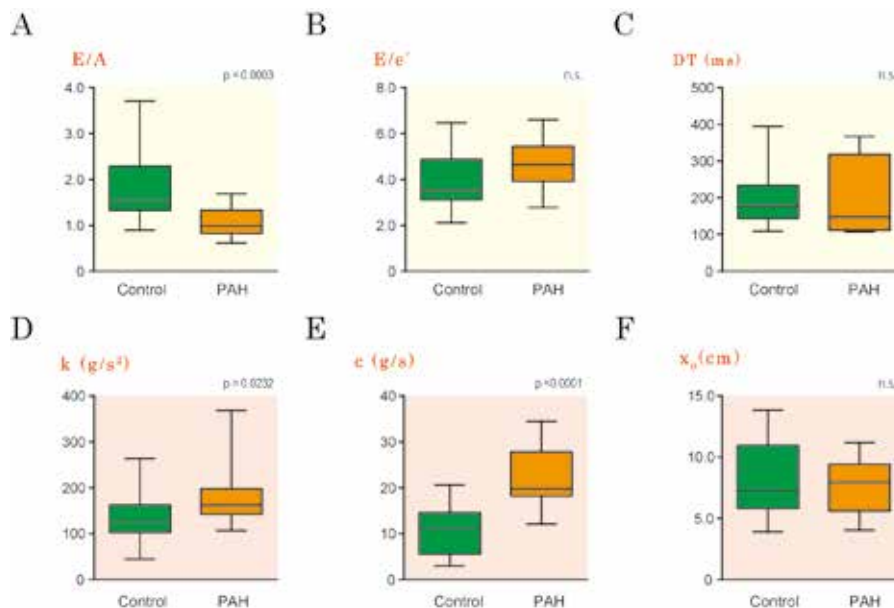 A
E/A
p=0.0003
4.0
3.0
2.0
1.0
0
Control PAH
B
E/e'
n.s.
8.0
6.0
4.0
2.0
0
Control PAH
C
DT (ms)
n.s.
500
400
300
200
100
0
Control PAH
D
k (g/s²)
p=0.0232
400
300
200
100
0
Control PAH
E
c (g/s)
p<0.0001
40
30
20
10
0
Control PAH
F
x₀(cm)
n.s.
15.0
10.0
5.0
0
Control PAH